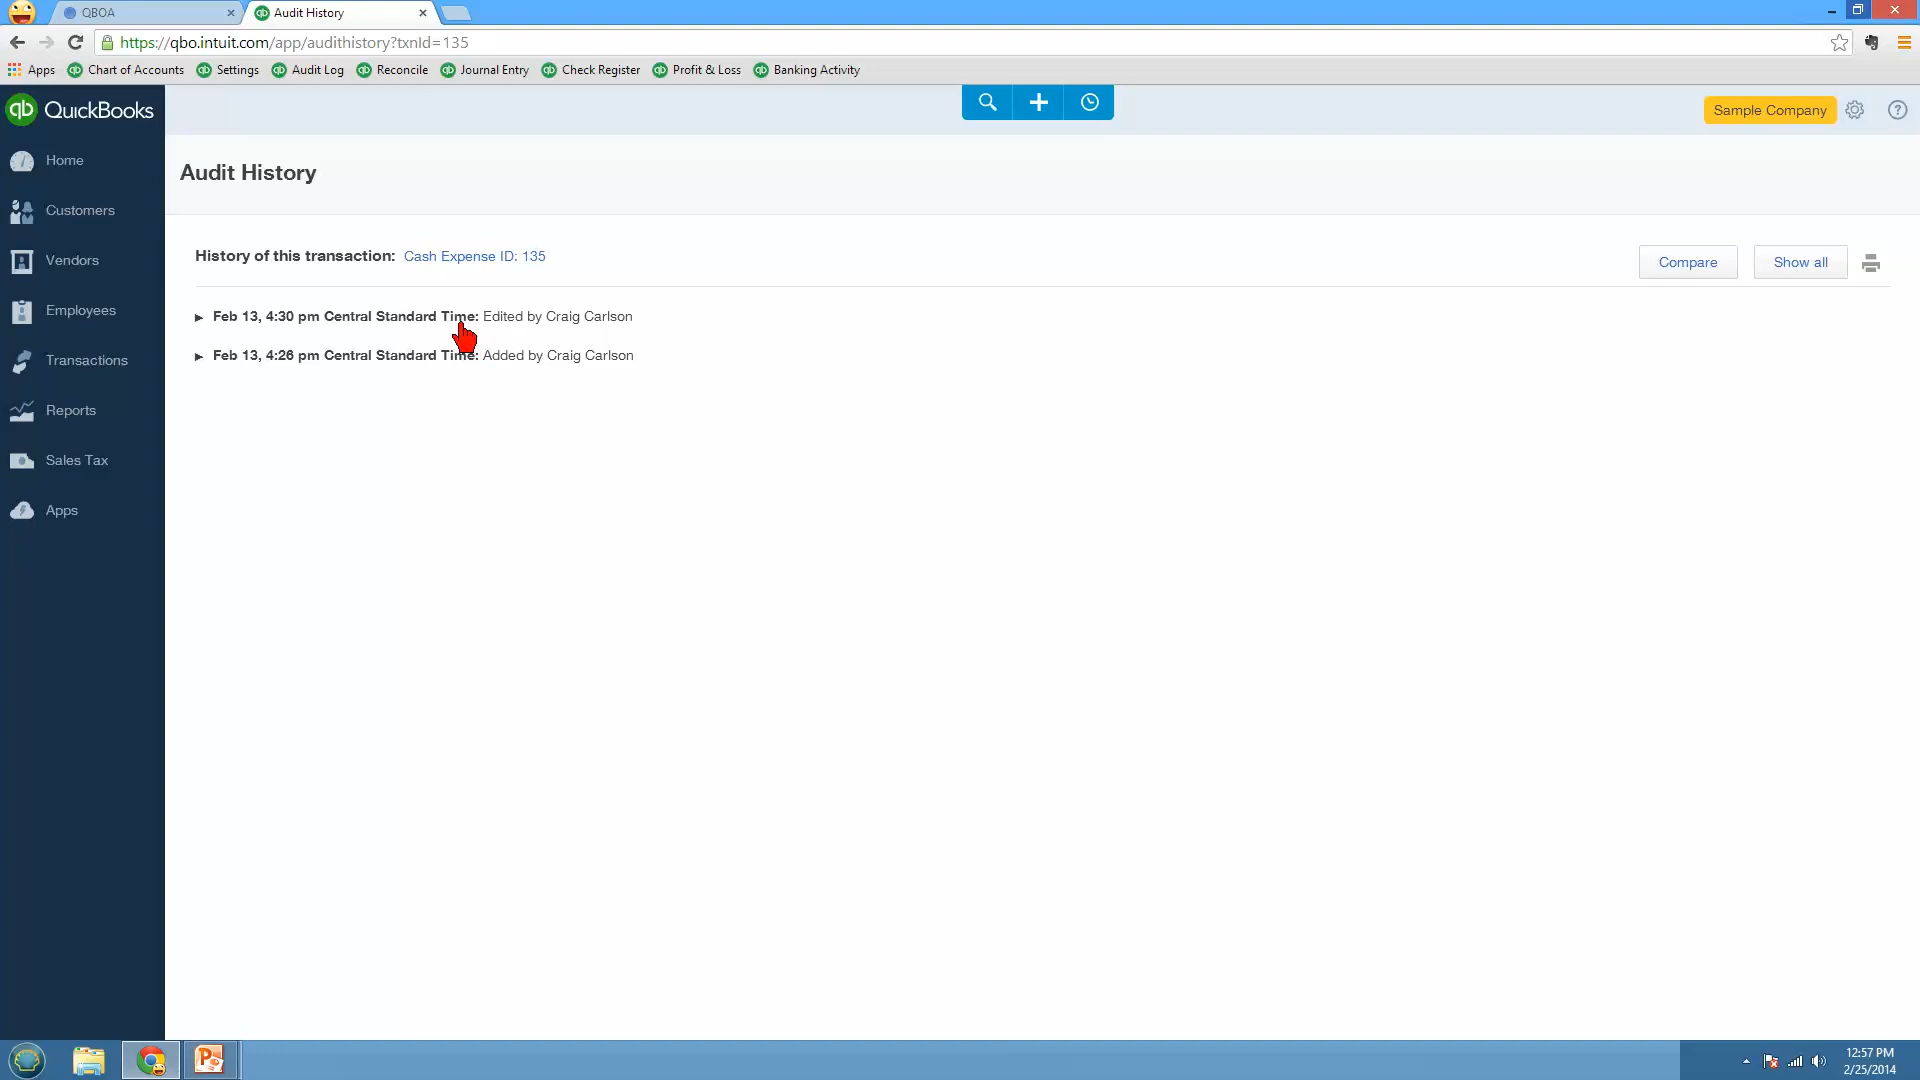 QBOA
Audit History
https://qbo.intuit.com/app/audithistory?txnId=135
Apps
Chart of Accounts
Settings
Audit Log
Reconcile
Journal Entry
Check Register
Profit & Loss
Banking Activity
qb QuickBooks
Sample Company
Home
Customers
Vendors
Employees
Transactions
Reports
Sales Tax
Apps
Audit History
History of this transaction: Cash Expense ID: 135
Compare
Show all
Feb 13, 4:30 pm Central Standard Time: Edited by Craig Carlson
Feb 13, 4:26 pm Central Standard Time: Added by Craig Carlson
12:57 PM
2/25/2014